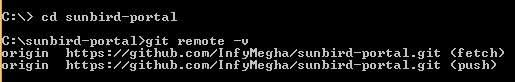 C:\> cd sunbird-portal
C:\sunbird-portal>git remote -v
origin  https://github.com/InfyMegha/sunbird-portal.git (fetch)
origin  https://github.com/InfyMegha/sunbird-portal.git (push)